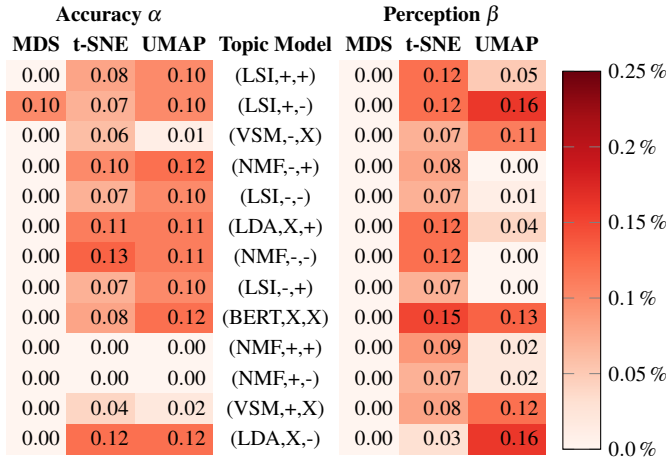 Accuracy α Perception β
MDS t-SNE UMAP Topic Model MDS t-SNE UMAP
0.00 0.08 0.10 (LSI,+,+) 0.00 0.12 0.05
0.10 0.07 0.10 (LSI,+,-) 0.00 0.12 0.16
0.00 0.06 0.01 (VSM,-,X) 0.00 0.07 0.11
0.00 0.10 0.12 (NMF,-,+) 0.00 0.08 0.00
0.00 0.07 0.10 (LSI,-,-) 0.00 0.07 0.01
0.00 0.11 0.11 (LDA,X,+) 0.00 0.12 0.04
0.00 0.13 0.11 (NMF,-,-) 0.00 0.12 0.00
0.00 0.07 0.10 (LSI,-,+) 0.00 0.07 0.00
0.00 0.08 0.12 (BERT,X,X) 0.00 0.15 0.13
0.00 0.00 0.00 (NMF,+,+) 0.00 0.09 0.02
0.00 0.00 0.00 (NMF,+,-) 0.00 0.07 0.02
0.00 0.04 0.02 (VSM,+,X) 0.00 0.08 0.12
0.00 0.12 0.12 (LDA,X,-) 0.00 0.03 0.16
0.25 %
0.2 %
0.15 %
0.1 %
0.05 %
0.0 %